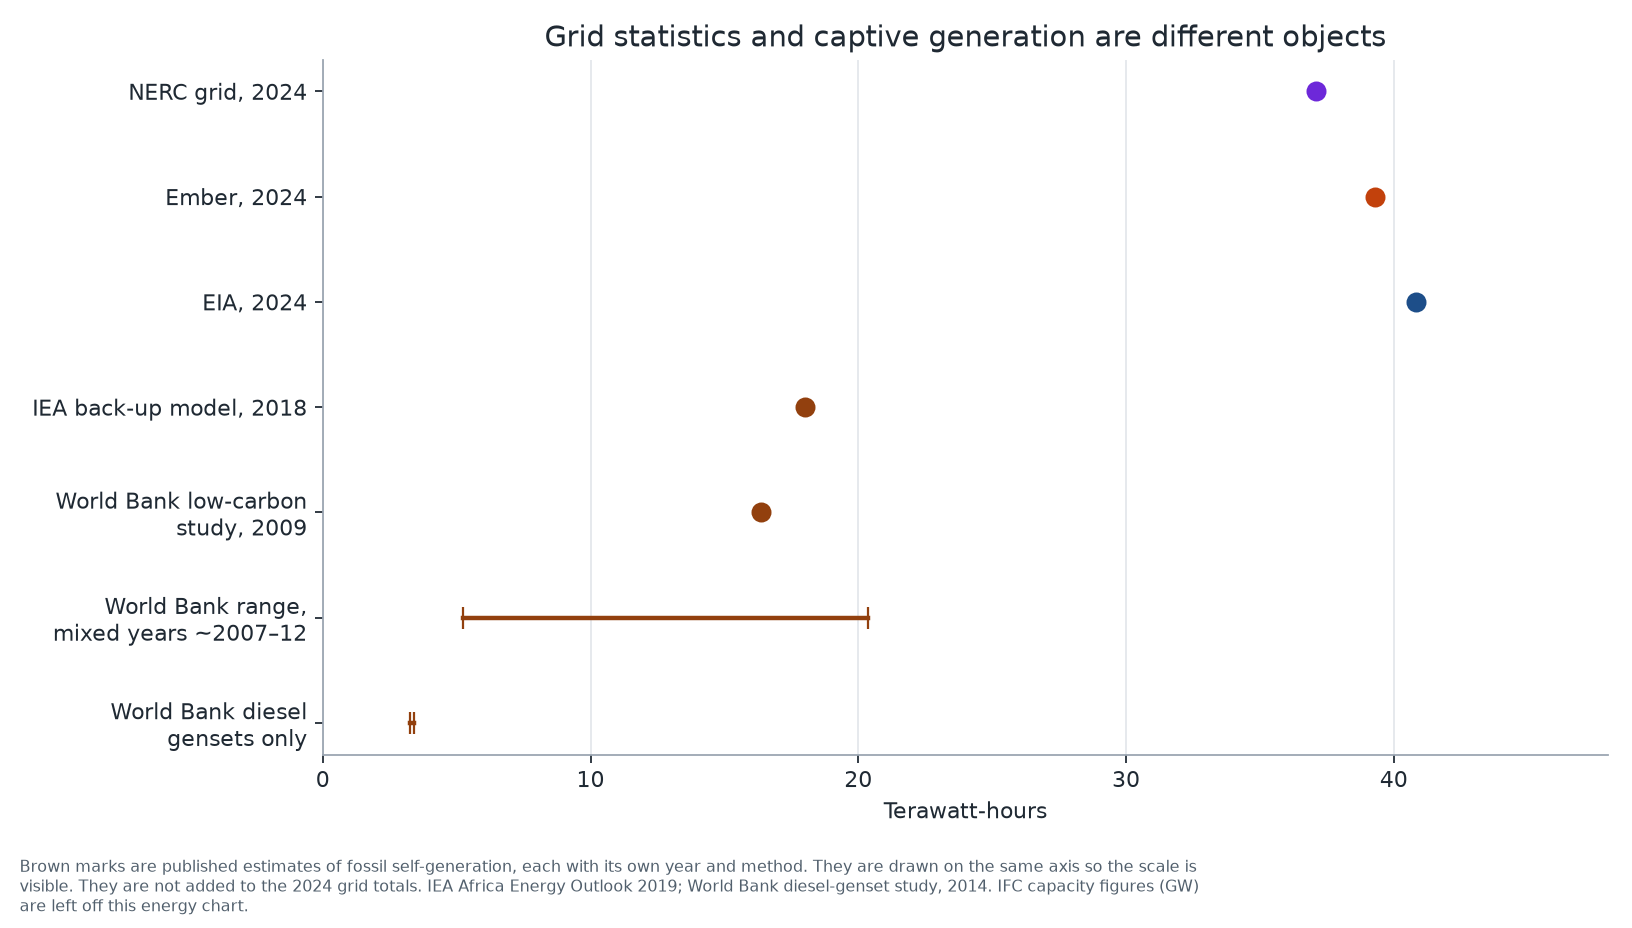 Grid statistics and captive generation are different objects
NERC grid, 2024
Ember, 2024
EIA, 2024
IEA back-up model, 2018
World Bank low-carbon
study, 2009
World Bank range,
mixed years ~2007–12
World Bank diesel
gensets only
0 10 20 30 40
Terawatt-hours
Brown marks are published estimates of fossil self-generation, each with its own year and method. They are drawn on the same axis so the scale is
visible. They are not added to the 2024 grid totals. IEA Africa Energy Outlook 2019; World Bank diesel-genset study, 2014. IFC capacity figures (GW)
are left off this energy chart.